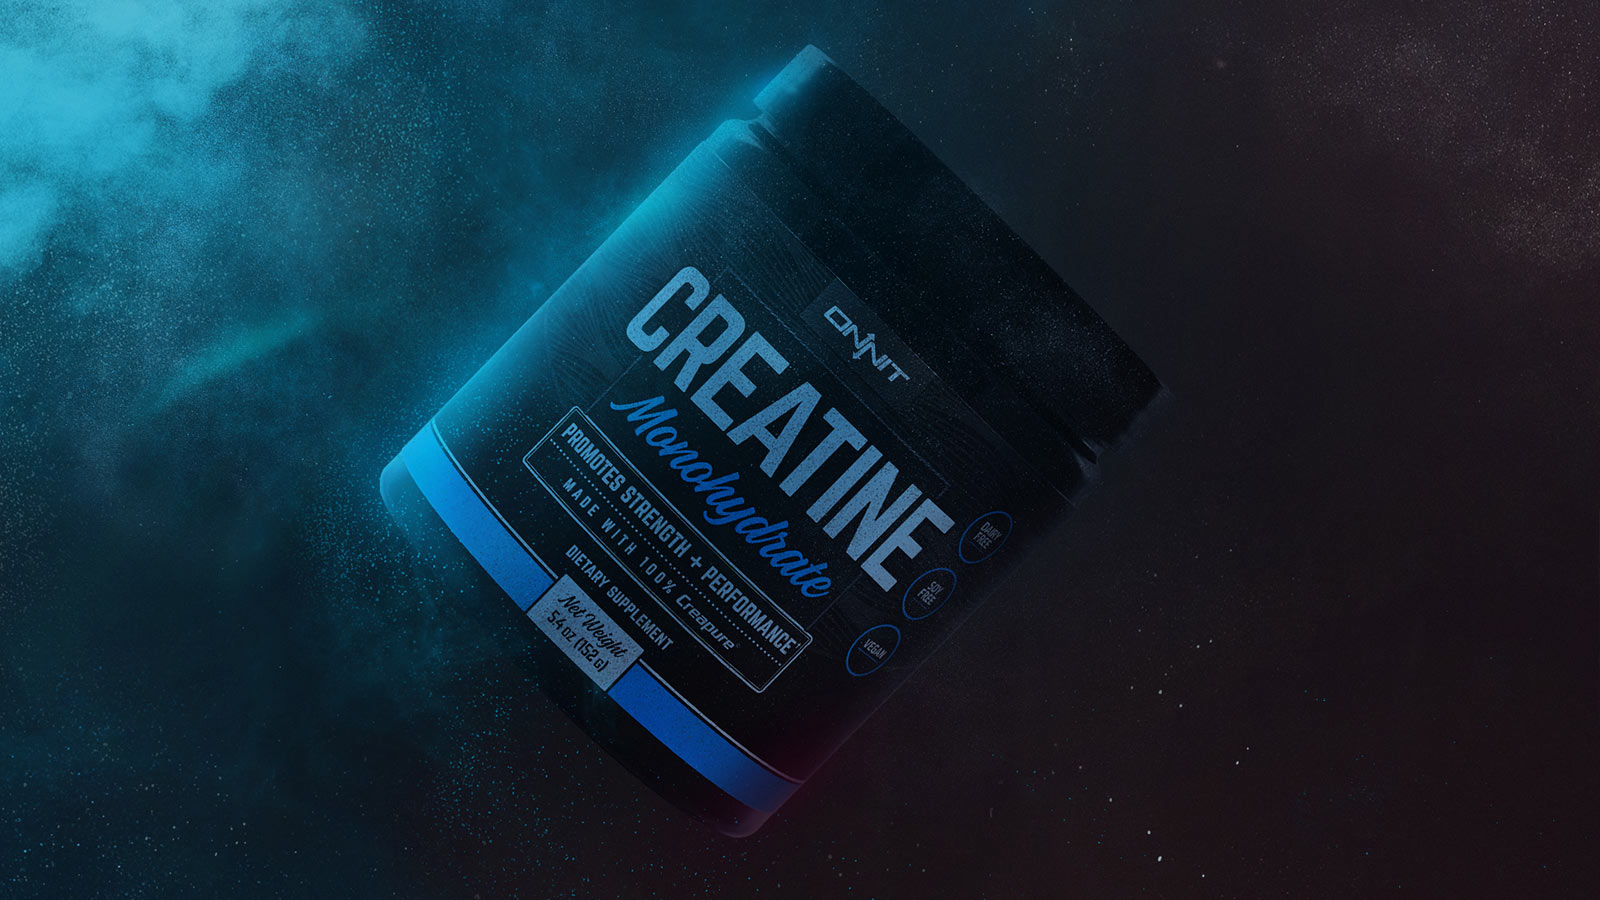 ONNIT
CREATINE
Monohydrate
PROMOTES STRENGTH + PERFORMANCE*
MADE WITH 100% Creapure®
DIETARY SUPPLEMENT
Net Weight
5.4 oz (152 G)
DAIRY
FREE
SOY
FREE
VEGAN